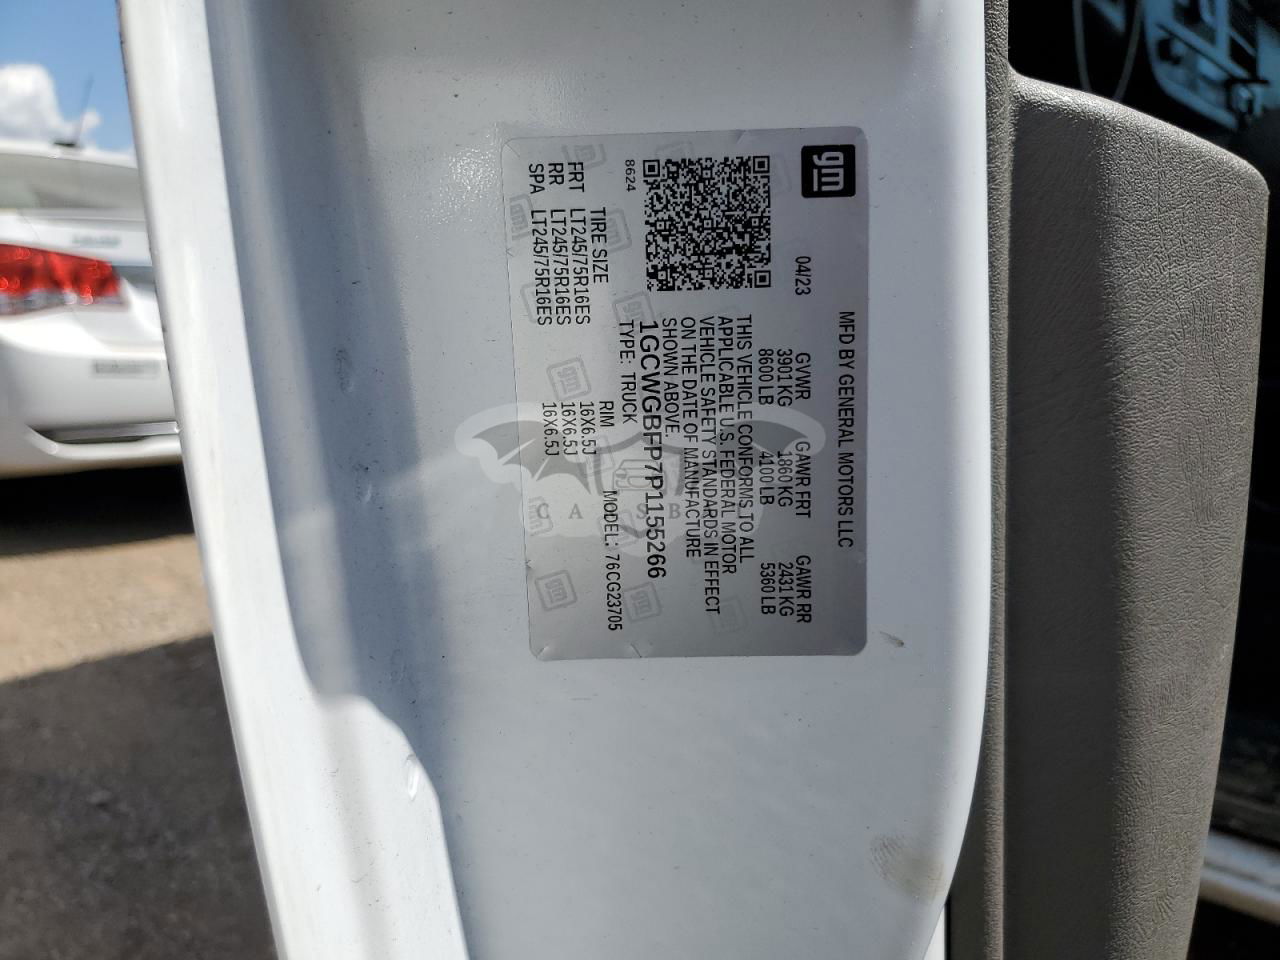 gm
MFD BY GENERAL MOTORS LLC
04/23 GVWR GAWR FRT GAWR RR
3901 KG 1860 KG 2431 KG
8600 LB 4100 LB 5360 LB
THIS VEHICLE CONFORMS TO ALL
APPLICABLE U.S. FEDERAL MOTOR
VEHICLE SAFETY STANDARDS IN EFFECT
ON THE DATE OF MANUFACTURE
SHOWN ABOVE.
1GCWGBFP7P1155266
8624
TYPE: TRUCK MODEL: 76CG23705
TIRE SIZE RIM
FRT LT245/75R16ES 16X6.5J
RR LT245/75R16ES 16X6.5J
SPA LT245/75R16ES 16X6.5J